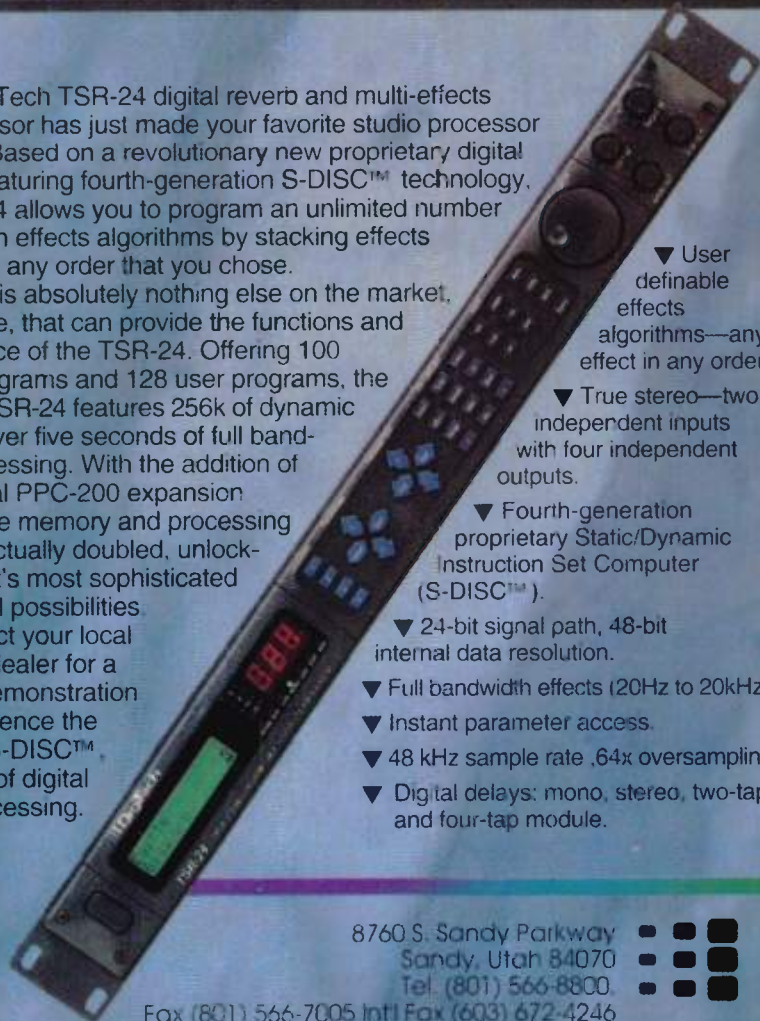 Tech TSR-24 digital reverb and multi-effects
sor has just made your favorite studio processor
Based on a revolutionary new proprietary digital
aturing fourth-generation S-DISC™ technology,
4 allows you to program an unlimited number
n effects algorithms by stacking effects
any order that you chose.
is absolutely nothing else on the market,
e, that can provide the functions and
ce of the TSR-24. Offering 100
grams and 128 user programs, the
SR-24 features 256k of dynamic
ver five seconds of full band-
essing. With the addition of
al PPC-200 expansion
e memory and processing
ctually doubled, unlock-
t's most sophisticated
l possibilities.
ct your local
ealer for a
emonstration
ence the
S-DISC™,
of digital
cessing.
▼ User
definable
effects
algorithms—any
effect in any order
▼ True stereo—two
independent inputs
with four independent
outputs.
▼ Fourth-generation
proprietary Static/Dynamic
Instruction Set Computer
(S-DISC™).
▼ 24-bit signal path, 48-bit
internal data resolution.
▼ Full bandwidth effects (20Hz to 20kHz
▼ Instant parameter access.
▼ 48 kHz sample rate ,64x oversamplin
▼ Digital delays: mono, stereo, two-tap
and four-tap module.
DigiTech
TSR-24
8760 S. Sandy Parkway
Sandy, Utah 84070
Tel. (801) 566-8800
Fax (801) 566-7005 Int'l Fax (603) 672-4246